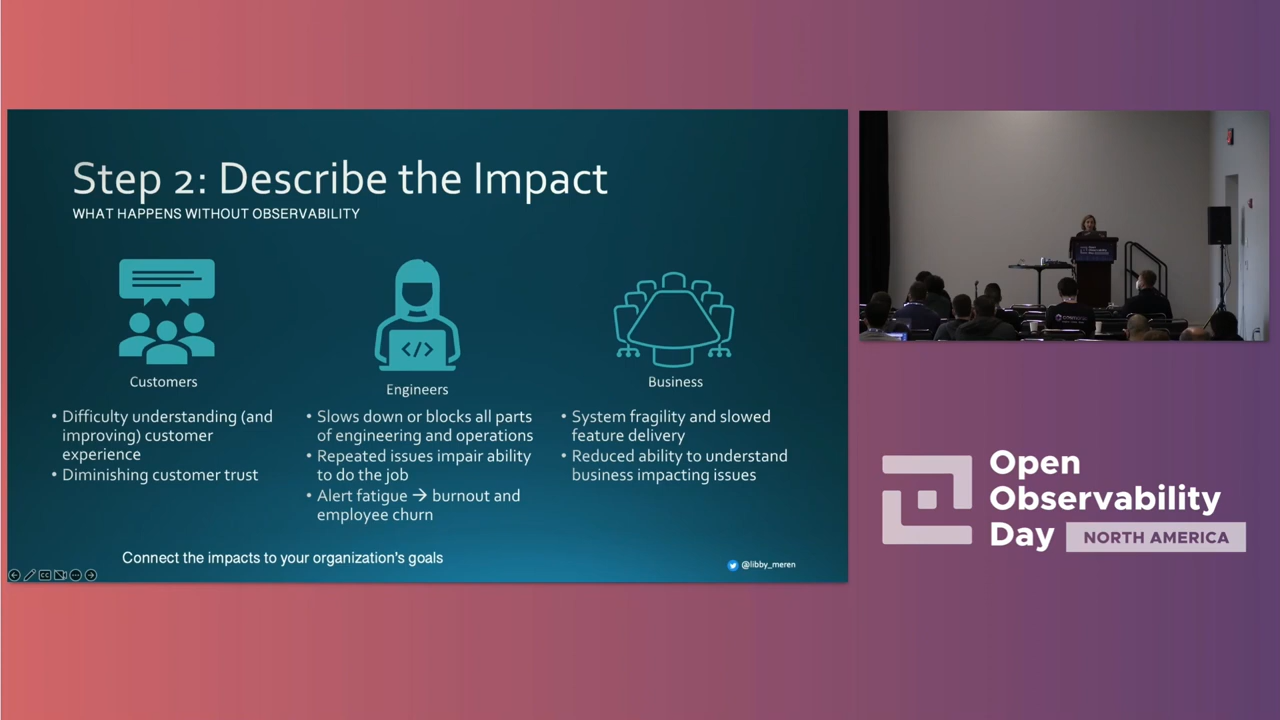 Step 2: Describe the Impact
WHAT HAPPENS WITHOUT OBSERVABILITY
Customers
• Difficulty understanding (and
improving) customer
experience
• Diminishing customer trust
</>
Engineers
• Slows down or blocks all parts
of engineering and operations
• Repeated issues impair ability
to do the job
• Alert fatigue → burnout and
employee churn
Business
• System fragility and slowed
feature delivery
• Reduced ability to understand
business impacting issues
Connect the impacts to your organization's goals
@libby_meren
CC
Open
Observability
Day
NORTH AMERICA